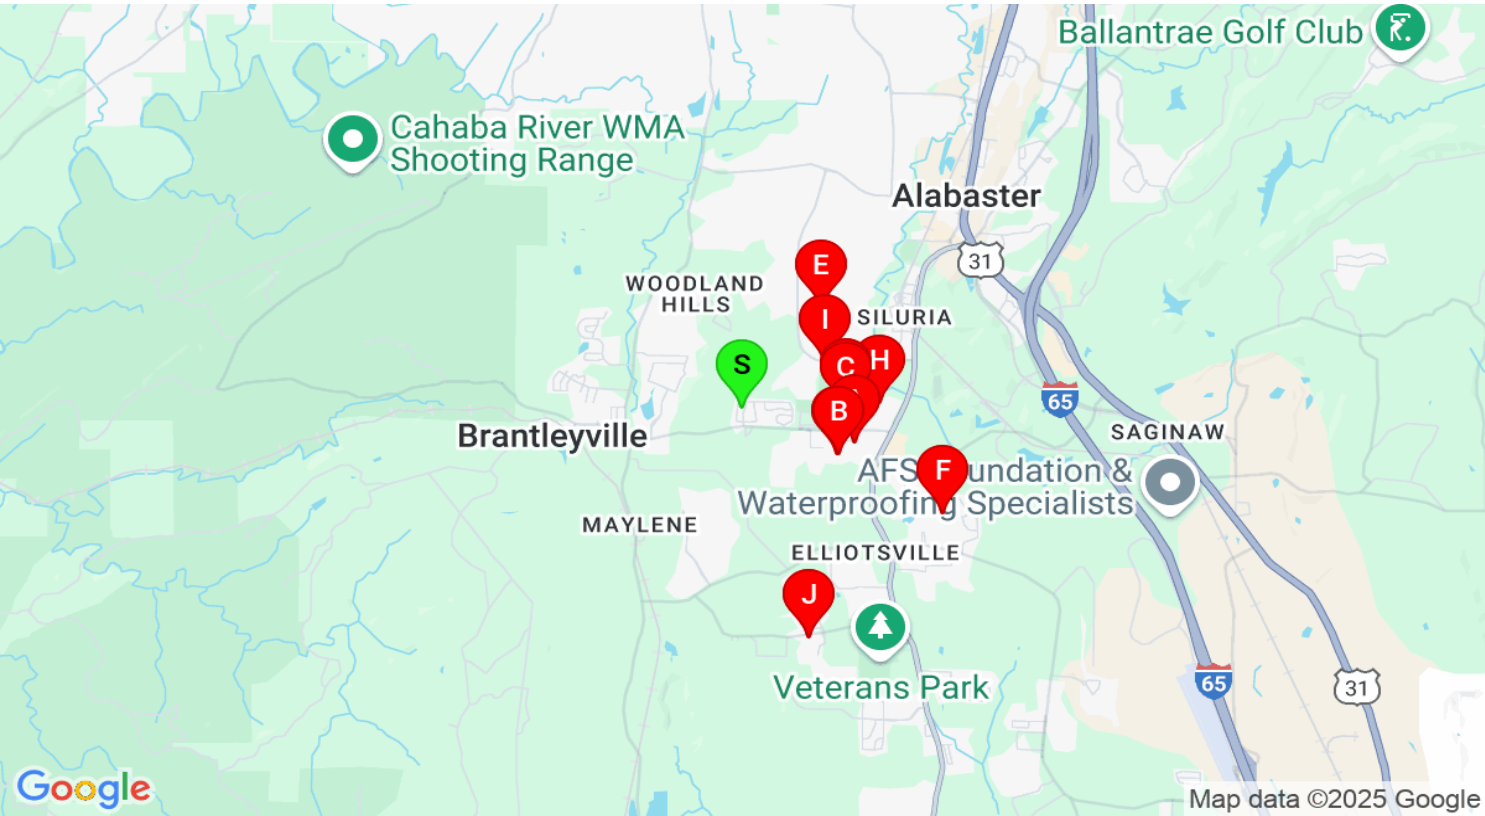 Ballantrae Golf Club
Cahaba River WMA
Shooting Range
Alabaster
31
E
WOODLAND
HILLS
I
SILURIA
S
C
H
65
B
Brantleyville
SAGINAW
F
AFS undation &
Waterproofing Specialists
MAYLENE
ELLIOTSVILLE
J
Veterans Park
65
31
Google
Map data ©2025 Google